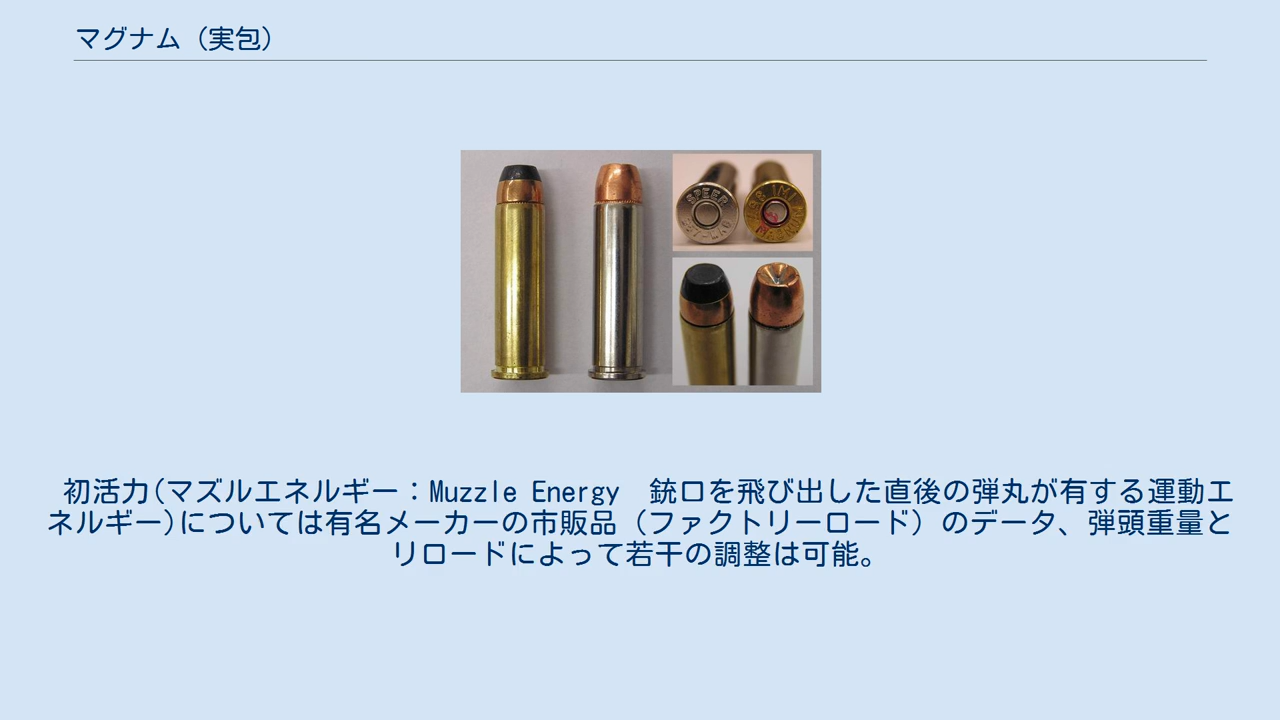 マグナム（実包）
SPEER
IMI
初活力(マズルエネルギー：Muzzle Energy　銃口を飛び出した直後の弾丸が有する運動エ
ネルギー)については有名メーカーの市販品（ファクトリーロード）のデータ、弾頭重量と
リロードによって若干の調整は可能。